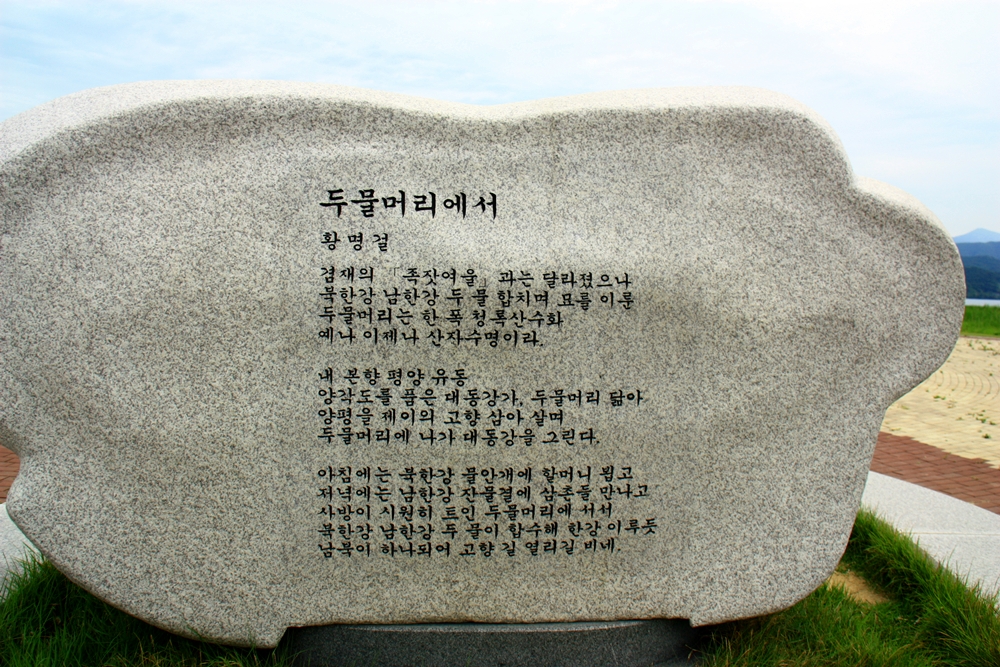 두물머리에서
황명걸
겸재의 「족잣여울」 과는 달라졌으나
북한강 남한강 두 물 합치며 묘를 이룬
두물머리는 한 폭 청록산수화
예나 이제나 산자수명이라.
내 본향 평양 유동
양각도를 품은 대동강가, 두물머리 닮아
양평을 제이의 고향 삼아 살며
두물머리에 나가 대동강을 그린다.
아침에는 북한강 물안개에 할머니 뵙고
저녁에는 남한강 잔물결에 삼촌들 만나고
사방이 시원히 트인 두물머리에 서서
북한강 남한강 두 물이 합수해 한강 이루듯
남북이 하나되어 고향 길 열리길 비네.